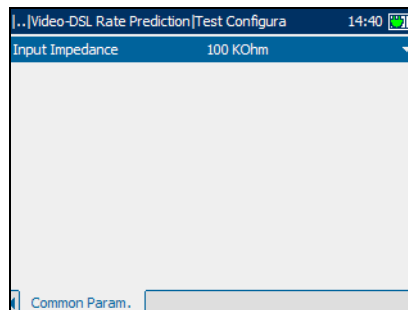 |..|Video-DSL Rate Prediction|Test Configura 14:40
Input Impedance 100 KOhm
Common Param.